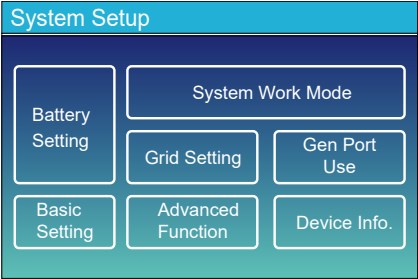 System Setup
Battery
Setting
System Work Mode
Grid Setting
Gen Port
Use
Basic
Setting
Advanced
Function
Device Info.